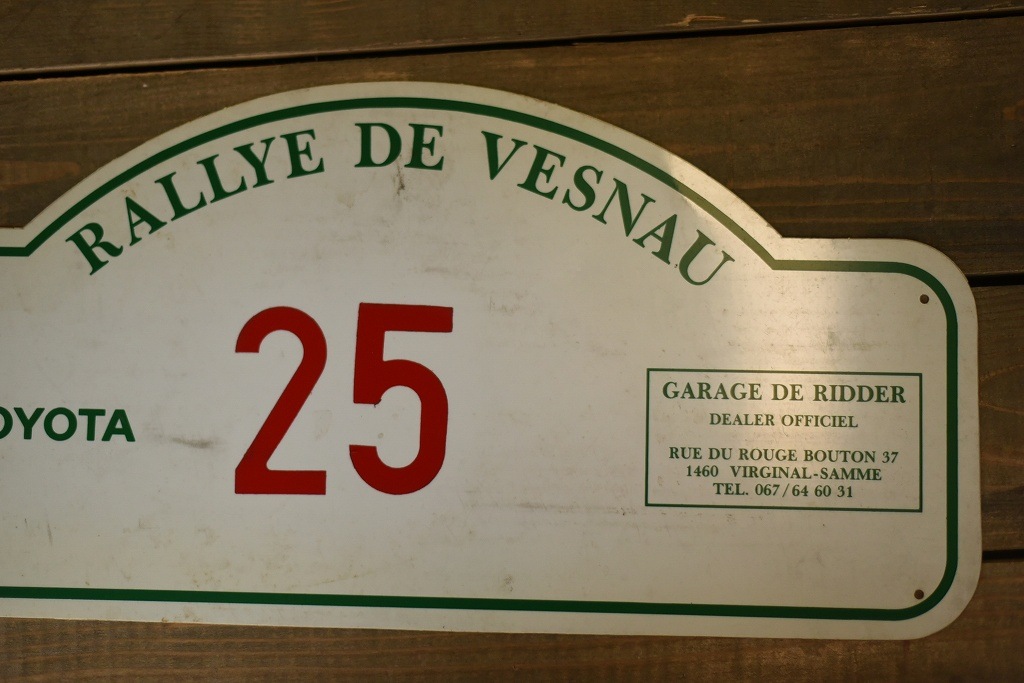 RALLYE DE VESNAU
25
OYOTA
GARAGE DE RIDDER
DEALER OFFICIEL
RUE DU ROUGE BOUTON 37
1460 VIRGINAL-SAMME
TEL. 067/64 60 31